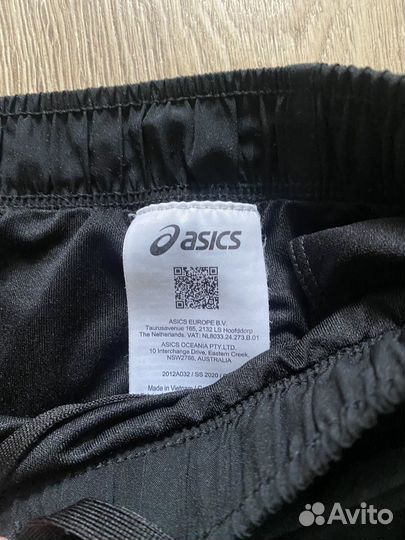 asics
ASICS EUROPE B.V.
Taurusavenue 165, 2132 LS Hoofddorp
The Netherlands. VAT: NL8033.24.273.B.01
ASICS OCEANIA PTY.LTD.
10 Interchange Drive, Eastern Creek,
NSW2766, AUSTRALIA
2012A032 / SS 2020 /
Made in Vietnam /
Avito